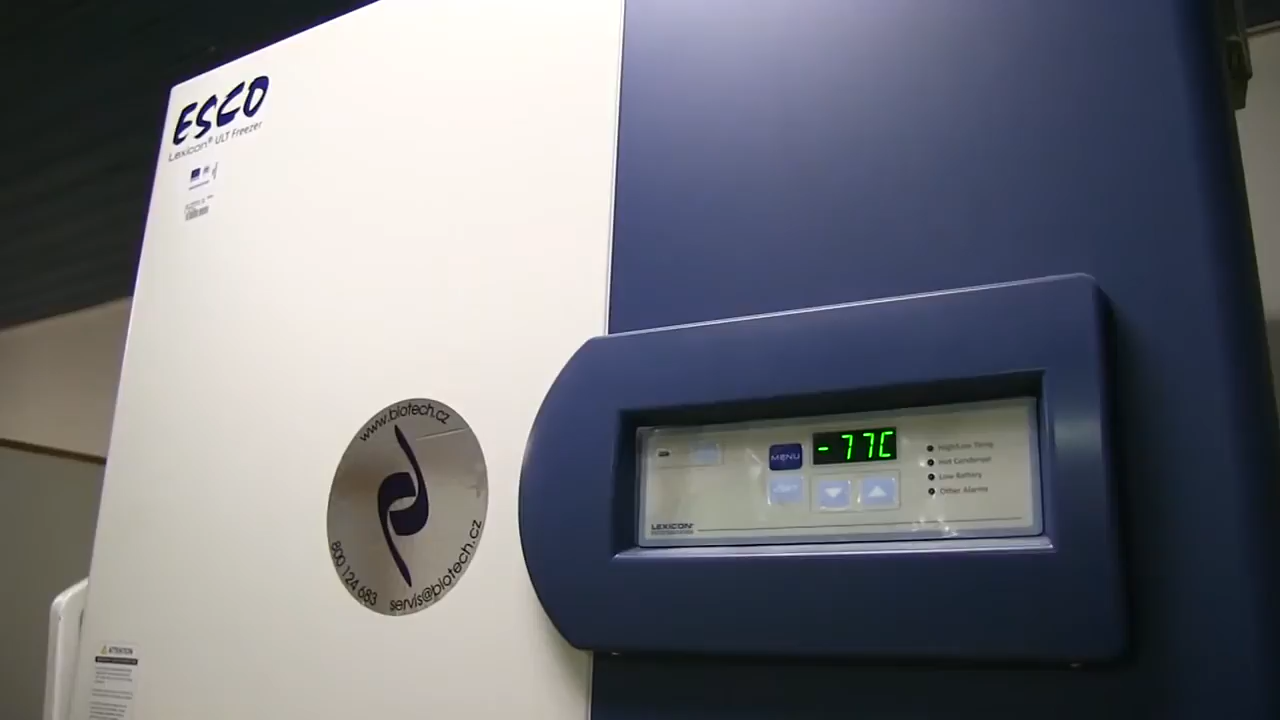 ESCO
Lexicon® ULT Freezer
www.biotech.cz
800 124 683
servis@biotech.cz
MENU
- 77C
High/Low Temp
Hot Condenser
Low Battery
Other Alarms
LEXICON®
ATTENTION